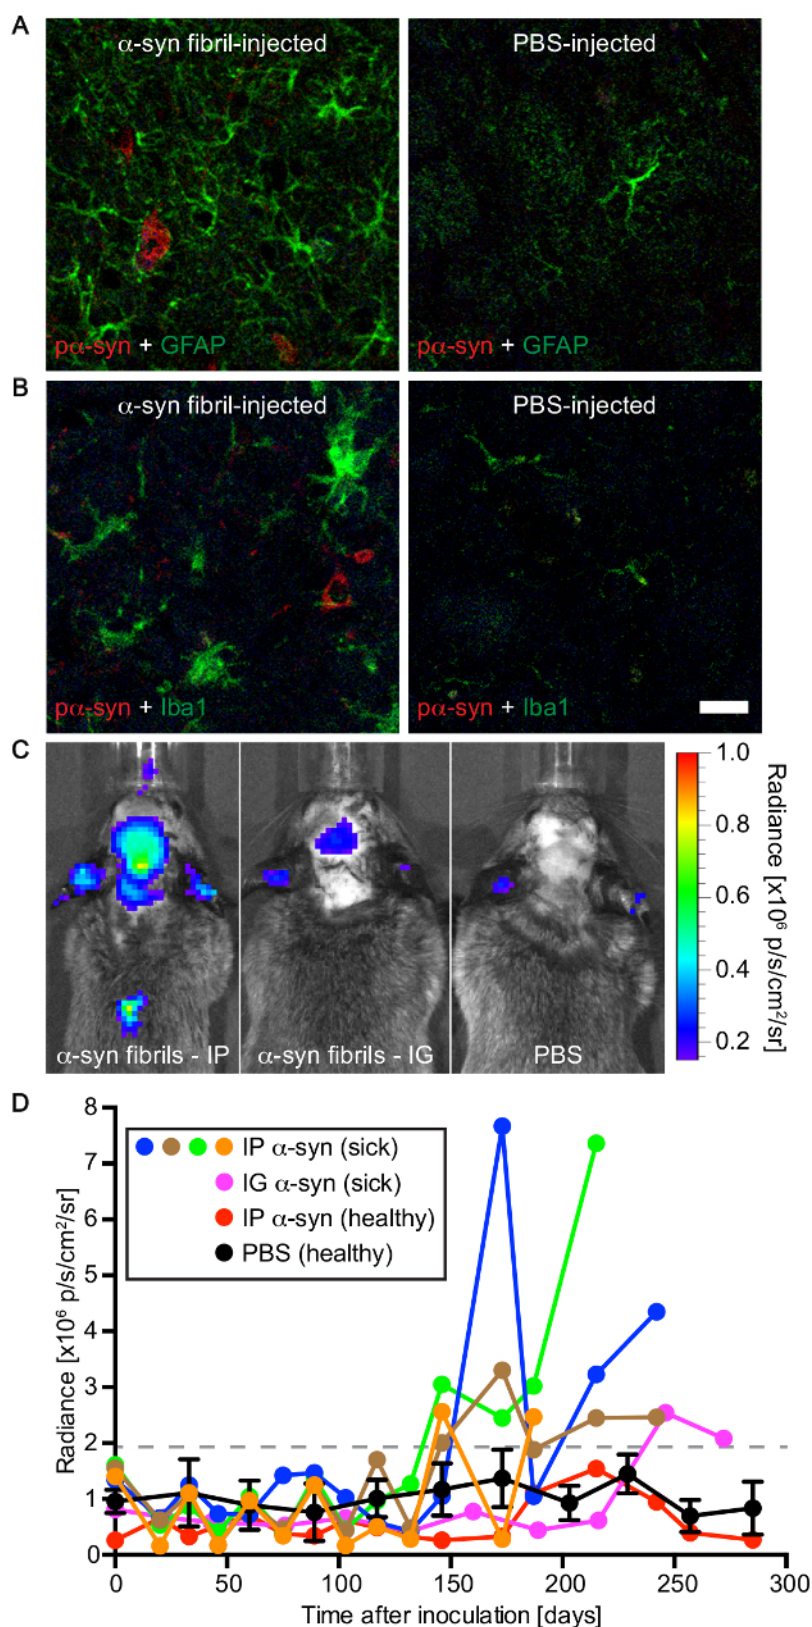 A
α-syn fibril-injected
PBS-injected
pα-syn + GFAP
pα-syn + GFAP
B
α-syn fibril-injected
PBS-injected
pα-syn + Iba1
pα-syn + Iba1
C
α-syn fibrils - IP
α-syn fibrils - IG
PBS
1.0
0.8
0.6
0.4
0.2
Radiance [x10⁶ p/s/cm²/sr]
D
8
7
6
5
4
3
2
1
0
Radiance [x10⁶ p/s/cm²/sr]
IP α-syn (sick)
IG α-syn (sick)
IP α-syn (healthy)
PBS (healthy)
0 50 100 150 200 250 300
Time after inoculation [days]